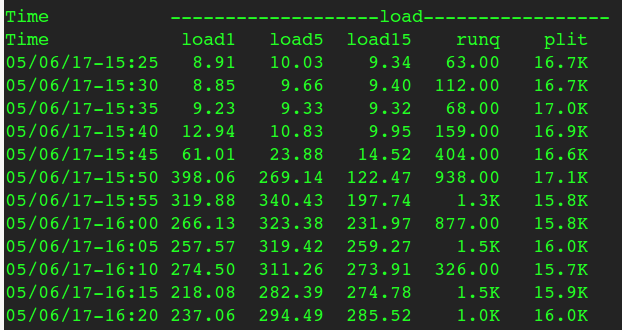 Time -------------------load-----------------
Time load1 load5 load15 runq plit
05/06/17-15:25 8.91 10.03 9.34 63.00 16.7K
05/06/17-15:30 8.85 9.66 9.40 112.00 16.7K
05/06/17-15:35 9.23 9.33 9.32 68.00 17.0K
05/06/17-15:40 12.94 10.83 9.95 159.00 16.9K
05/06/17-15:45 61.01 23.88 14.52 404.00 16.6K
05/06/17-15:50 398.06 269.14 122.47 938.00 17.1K
05/06/17-15:55 319.88 340.43 197.74 1.3K 15.8K
05/06/17-16:00 266.13 323.38 231.97 877.00 15.8K
05/06/17-16:05 257.57 319.42 259.27 1.5K 16.0K
05/06/17-16:10 274.50 311.26 273.91 326.00 15.7K
05/06/17-16:15 218.08 282.39 274.78 1.5K 15.9K
05/06/17-16:20 237.06 294.49 285.52 1.0K 16.0K